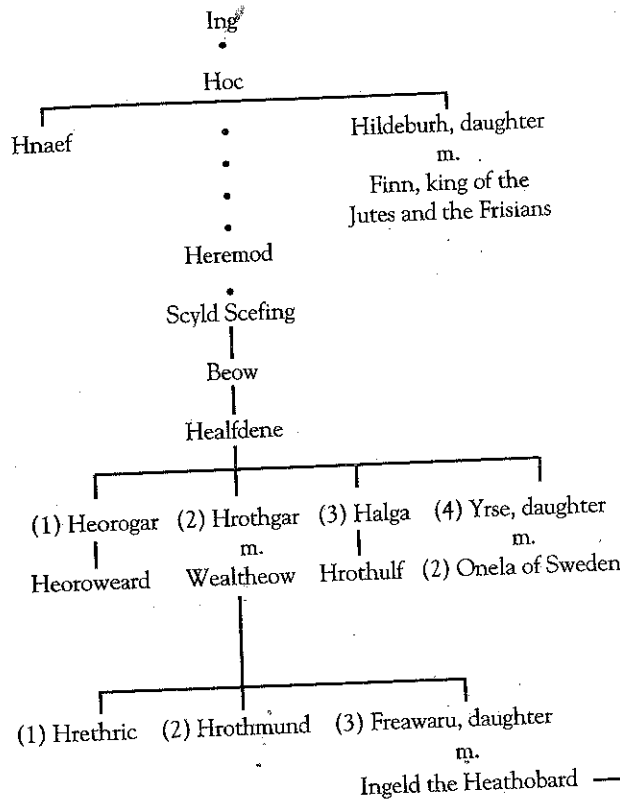 Ing
Hoc
Hnaef
Hildeburh, daughter
m.
Finn, king of the
Jutes and the Frisians
Heremod
Scyld Scefing
Beow
Healfdene
(1) Heorogar (2) Hrothgar (3) Halga (4) Yrse, daughter
m. m.
Heoroweard Wealtheow Hrothulf (2) Onela of Sweden
(1) Hrethric (2) Hrothmund (3) Freawaru, daughter
m.
Ingeld the Heathobard